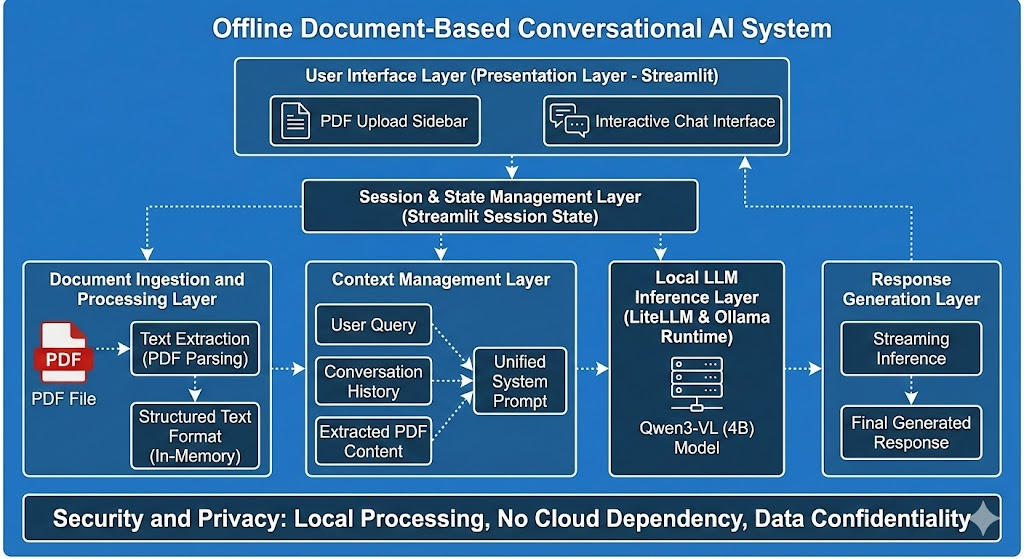 Offline Document-Based Conversational AI System
User Interface Layer (Presentation Layer - Streamlit)
PDF Upload Sidebar
Interactive Chat Interface
Session & State Management Layer
(Streamlit Session State)
Document Ingestion and
Processing Layer
PDF
PDF File
Text Extraction
(PDF Parsing)
Structured Text
Format
(In-Memory)
Context Management Layer
User Query
Conversation
History
Extracted PDF
Content
Unified
System
Prompt
Local LLM
Inference Layer
(LiteLLM & Ollama
Runtime)
Qwen3-VL (4B)
Model
Response
Generation Layer
Streaming
Inference
Final Generated
Response
Security and Privacy: Local Processing, No Cloud Dependency, Data Confidentiality